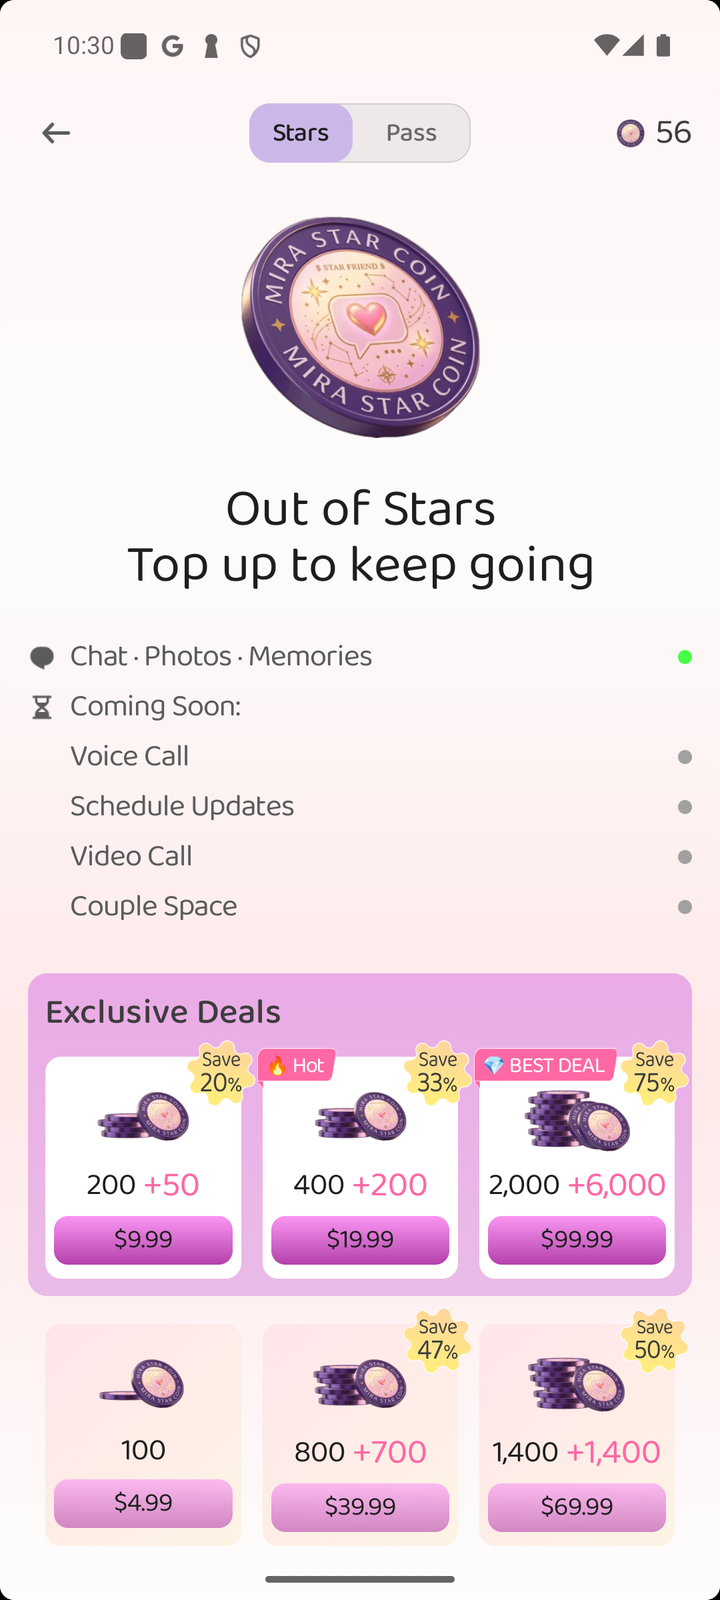 10:30
Stars
Pass
56
MIRA STAR COIN
$ STAR FRIEND $
MIRA STAR COIN
Out of Stars
Top up to keep going
Chat · Photos · Memories
Coming Soon:
Voice Call
Schedule Updates
Video Call
Couple Space
Exclusive Deals
Save
20%
🔥 Hot
Save
33%
💎 BEST DEAL
Save
75%
200 +50
400 +200
2,000 +6,000
$9.99
$19.99
$99.99
Save
47%
Save
50%
100
800 +700
1,400 +1,400
$4.99
$39.99
$69.99